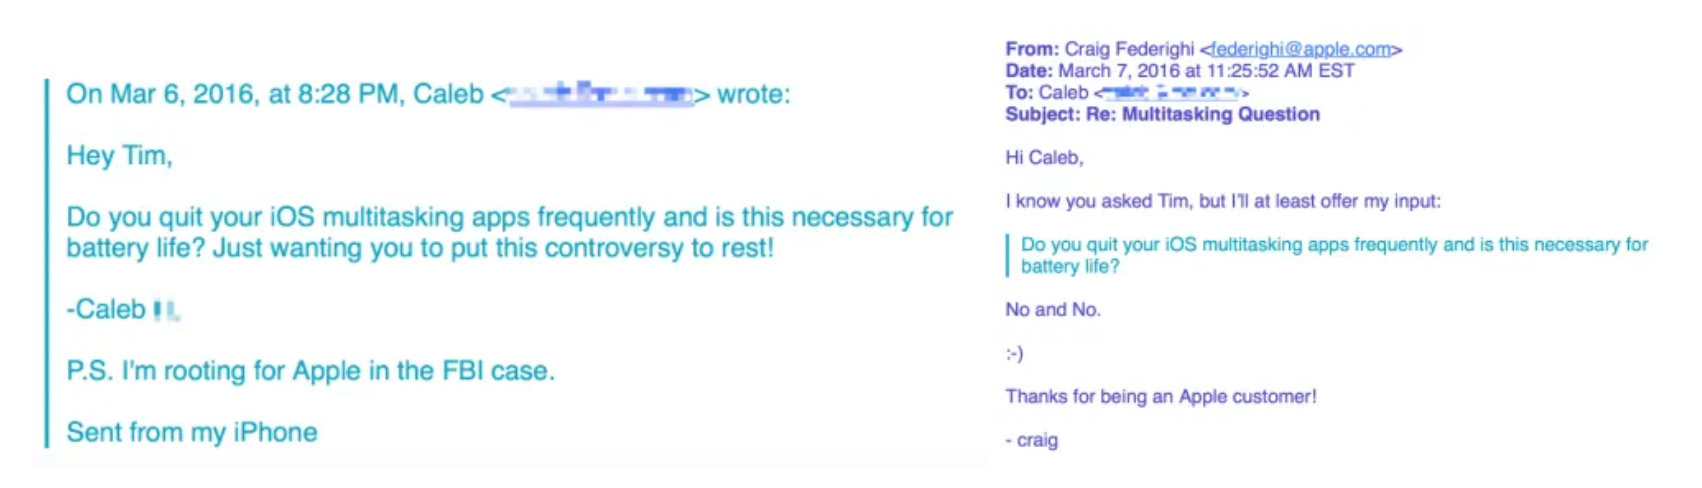 On Mar 6, 2016, at 8:28 PM, Caleb < > wrote:
Hey Tim,
Do you quit your iOS multitasking apps frequently and is this necessary for
battery life? Just wanting you to put this controversy to rest!
-Caleb
P.S. I'm rooting for Apple in the FBI case.
Sent from my iPhone
From: Craig Federighi <federighi@apple.com>
Date: March 7, 2016 at 11:25:52 AM EST
To: Caleb < >
Subject: Re: Multitasking Question
Hi Caleb,
I know you asked Tim, but I'll at least offer my input:
Do you quit your iOS multitasking apps frequently and is this necessary for
battery life?
No and No.
:-)
Thanks for being an Apple customer!
- craig